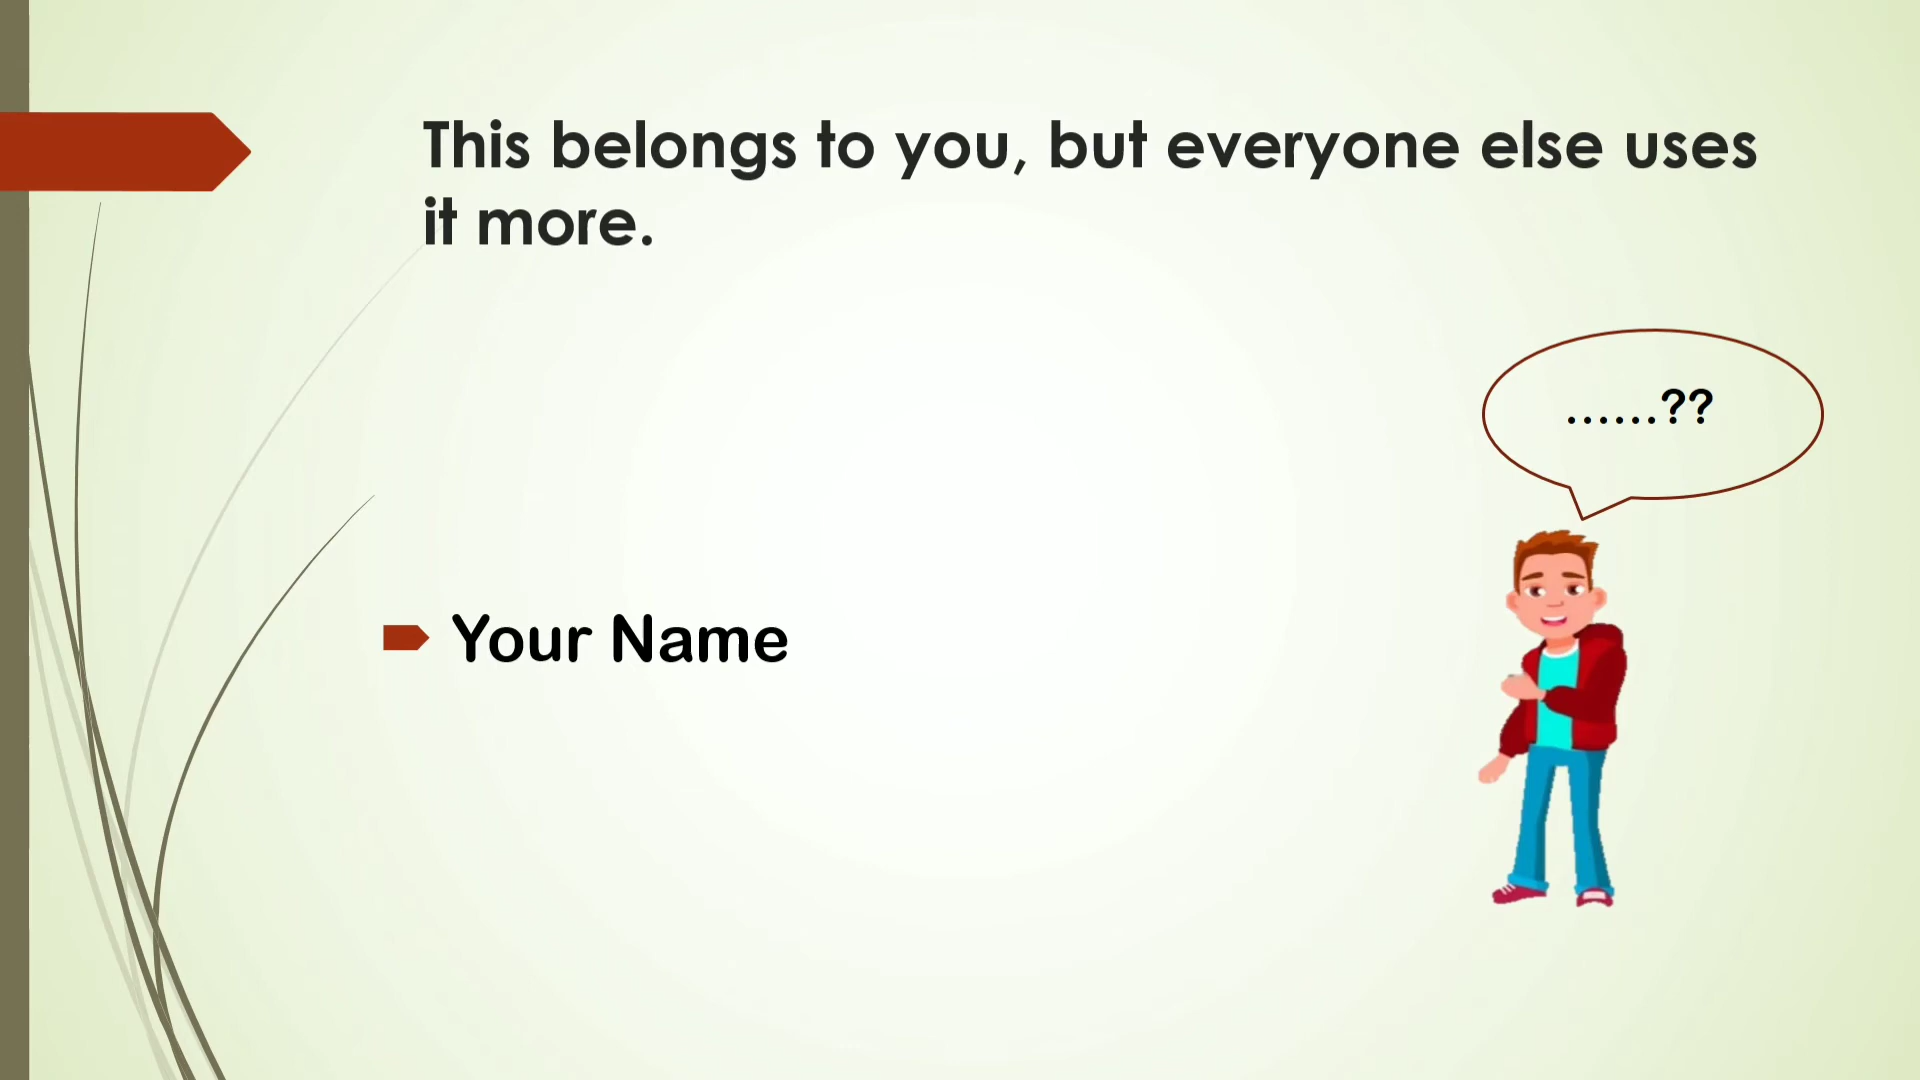 This belongs to you, but everyone else uses
it more.
......??
Your Name